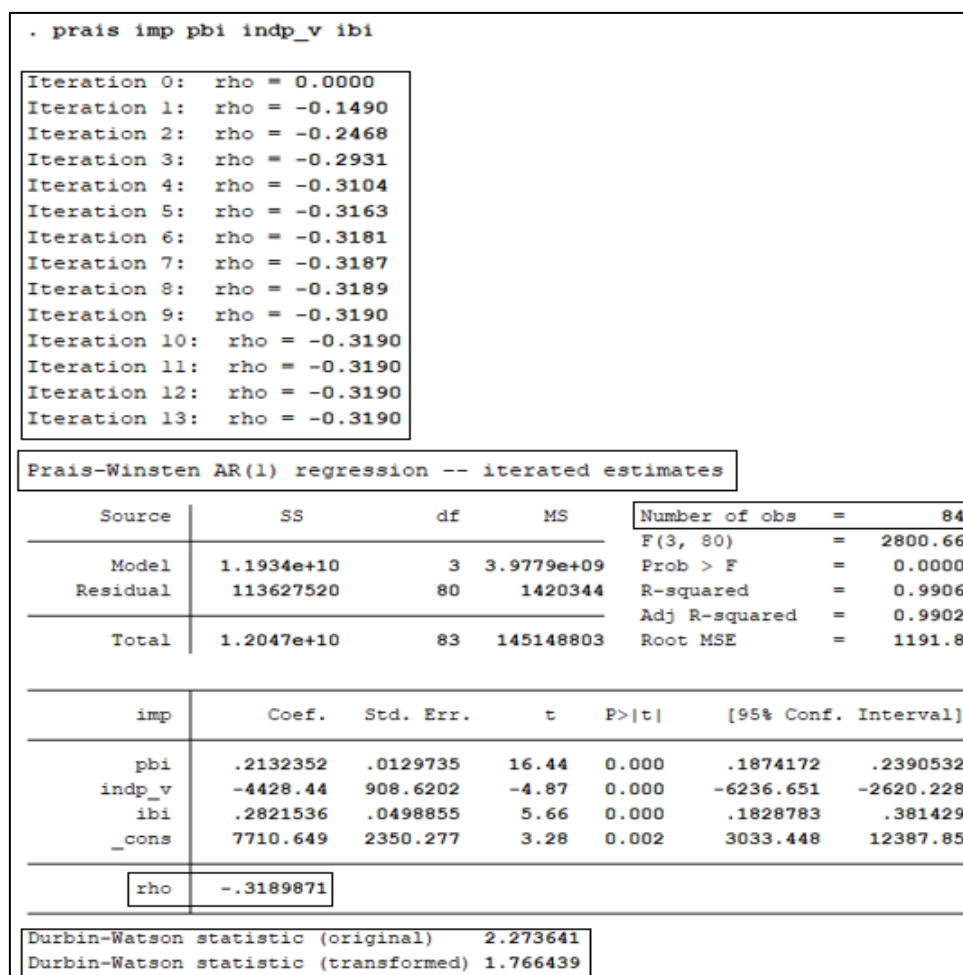 . prais imp pbi indp_v ibi
Iteration 0:  rho = 0.0000
Iteration 1:  rho = -0.1490
Iteration 2:  rho = -0.2468
Iteration 3:  rho = -0.2931
Iteration 4:  rho = -0.3104
Iteration 5:  rho = -0.3163
Iteration 6:  rho = -0.3181
Iteration 7:  rho = -0.3187
Iteration 8:  rho = -0.3189
Iteration 9:  rho = -0.3190
Iteration 10:  rho = -0.3190
Iteration 11:  rho = -0.3190
Iteration 12:  rho = -0.3190
Iteration 13:  rho = -0.3190
Prais-Winsten AR(1) regression -- iterated estimates
Source SS df MS Number of obs = 84
F(3, 80) = 2800.66
Model 1.1934e+10 3 3.9779e+09 Prob > F = 0.0000
Residual 113627520 80 1420344 R-squared = 0.9906
Adj R-squared = 0.9902
Total 1.2047e+10 83 145148803 Root MSE = 1191.8
imp Coef. Std. Err. t P>|t| [95% Conf. Interval]
pbi .2132352 .0129735 16.44 0.000 .1874172 .2390532
indp_v -4428.44 908.6202 -4.87 0.000 -6236.651 -2620.228
ibi .2821536 .0498855 5.66 0.000 .1828783 .381429
_cons 7710.649 2350.277 3.28 0.002 3033.448 12387.85
rho -.3189871
Durbin-Watson statistic (original) 2.273641
Durbin-Watson statistic (transformed) 1.766439